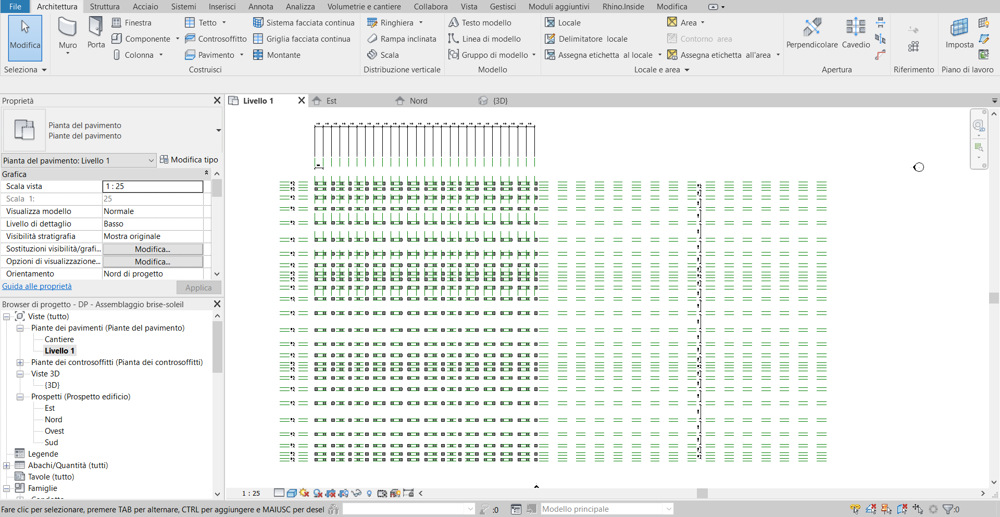 File Architettura Struttura Acciaio Sistemi Inserisci Annota Analizza Volumetrie e cantiere Collabora Vista Gestisci Moduli aggiuntivi Rhino.Inside Modifica
Modifica
Seleziona
Muro
Porta
Finestra
Componente
Colonna
Tetto
Controsoffitto
Pavimento
Sistema facciata continua
Griglia facciata continua
Montante
Costruisci
Ringhiera
Rampa inclinata
Scala
Distribuzione verticale
Testo modello
Linea di modello
Gruppo di modello
Modello
Locale
Delimitatore locale
Assegna etichetta al locale
Area
Contorno area
Assegna etichetta all'area
Locale e area
Perpendicolare
Cavedio
Apertura
Riferimento
Imposta
Piano di lavoro
Proprietà
Pianta del pavimento
Piante del pavimento
Pianta del pavimento: Livello 1
Modifica tipo
Grafica
Scala vista 1 : 25
Scala 1: 25
Visualizza modello Normale
Livello di dettaglio Basso
Visibilità stratigrafia Mostra originale
Sostituzioni visibilità/grafi... Modifica...
Opzioni di visualizzazione... Modifica...
Orientamento Nord di progetto
Guida alle proprietà
Applica
Browser di progetto - DP - Assemblaggio brise-soleil
Viste (tutto)
Piante dei pavimenti (Piante del pavimento)
Cantiere
Livello 1
Piante dei controsoffitti (Pianta dei controsoffitti)
Viste 3D
{3D}
Prospetti (Prospetto edificio)
Est
Nord
Ovest
Sud
Legende
Abachi/Quantità (tutti)
Tavole (tutto)
Famiglie
Livello 1
Est
Nord
{3D}
2D
1 : 25
Fare clic per selezionare, premere TAB per alternare, CTRL per aggiungere e MAIUSC per desel
:0
Modello principale
:0